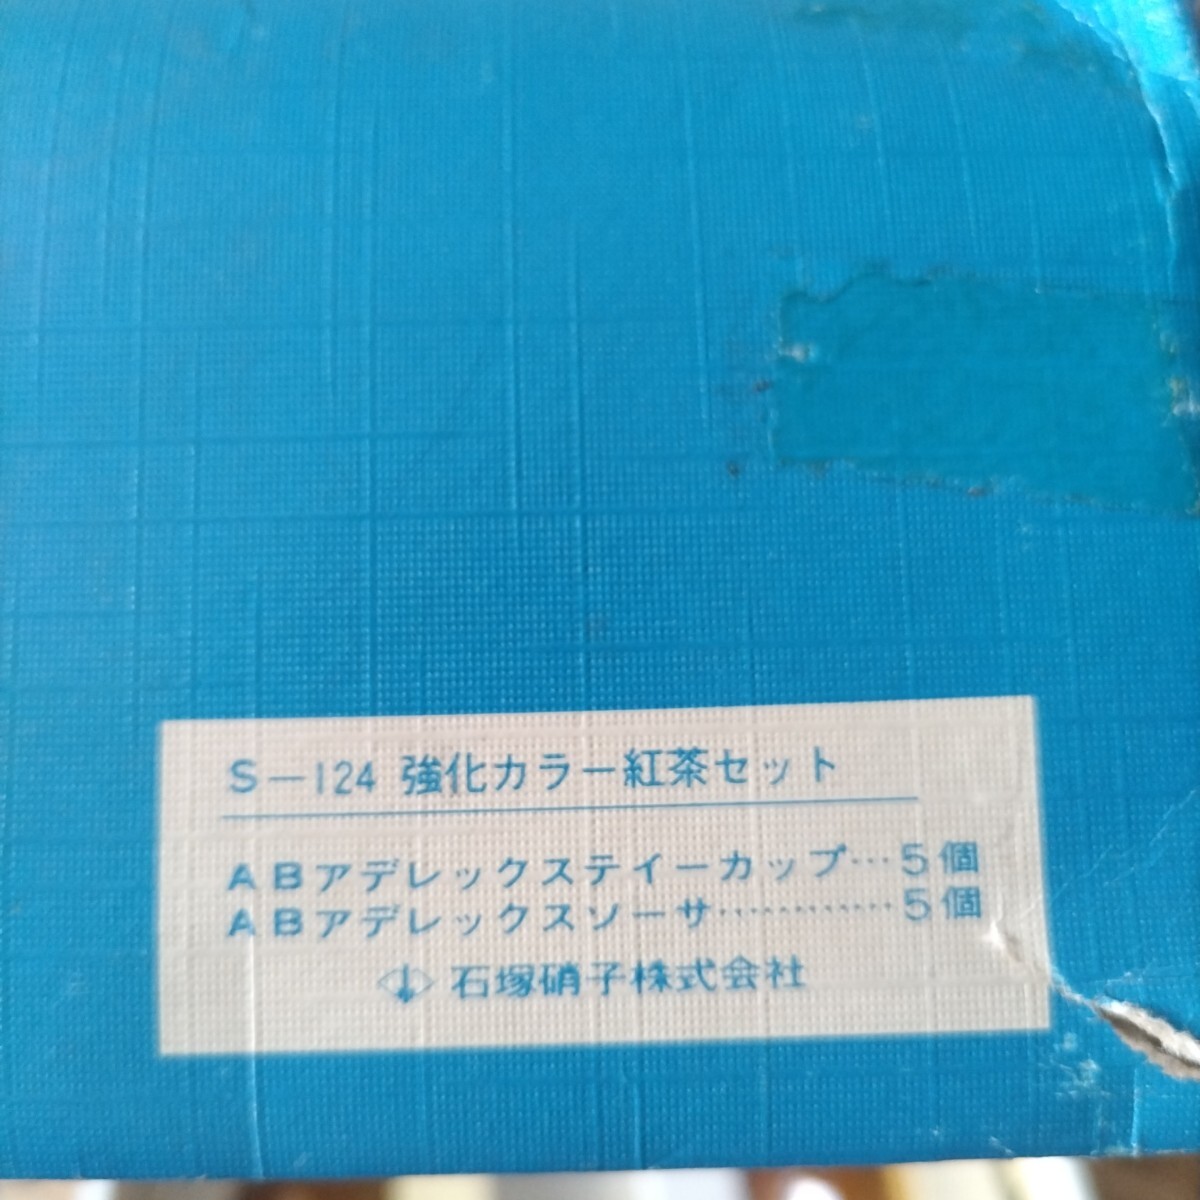 S-124 強化カラー紅茶セット
ABアデレックステイーカップ…5個
ABアデレックスソーサ…………5個
石塚硝子株式会社